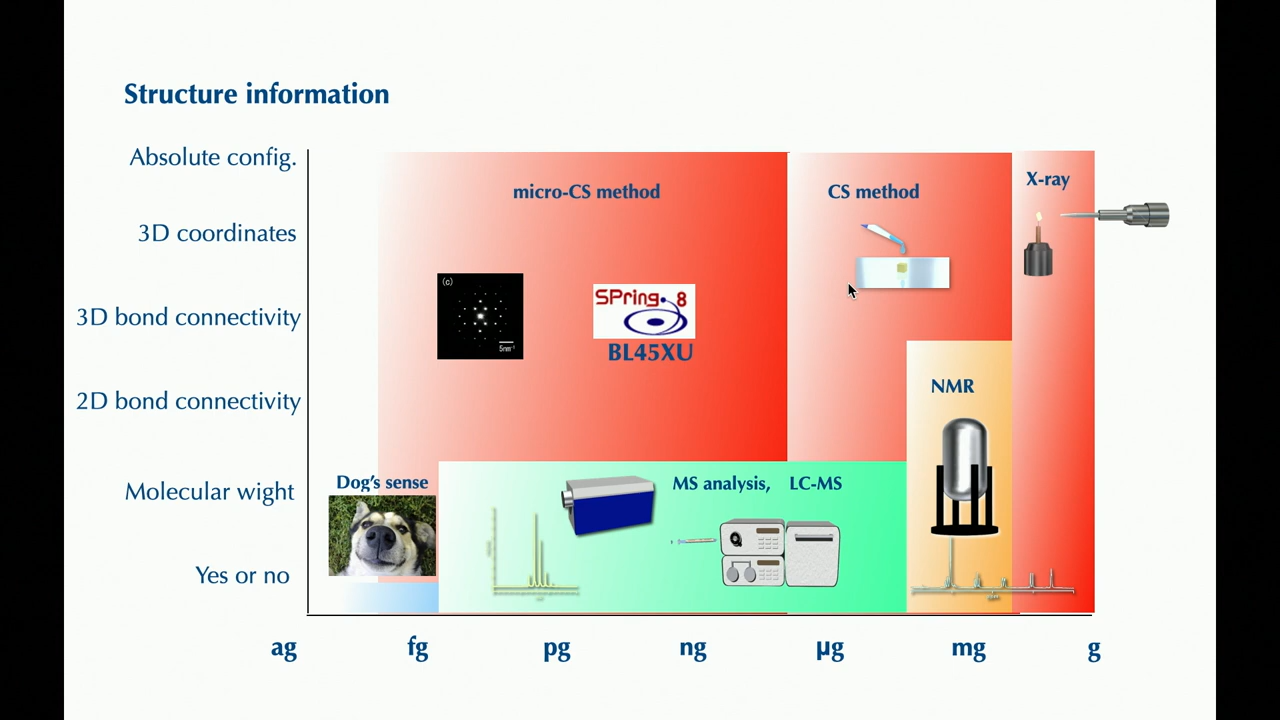 Structure information
Absolute config.
3D coordinates
3D bond connectivity
2D bond connectivity
Molecular wight
Yes or no
micro-CS method
CS method
X-ray
(c)
5nm⁻¹
SPring-8
BL45XU
NMR
Dog's sense
MS analysis, LC-MS
ag fg pg ng µg mg g